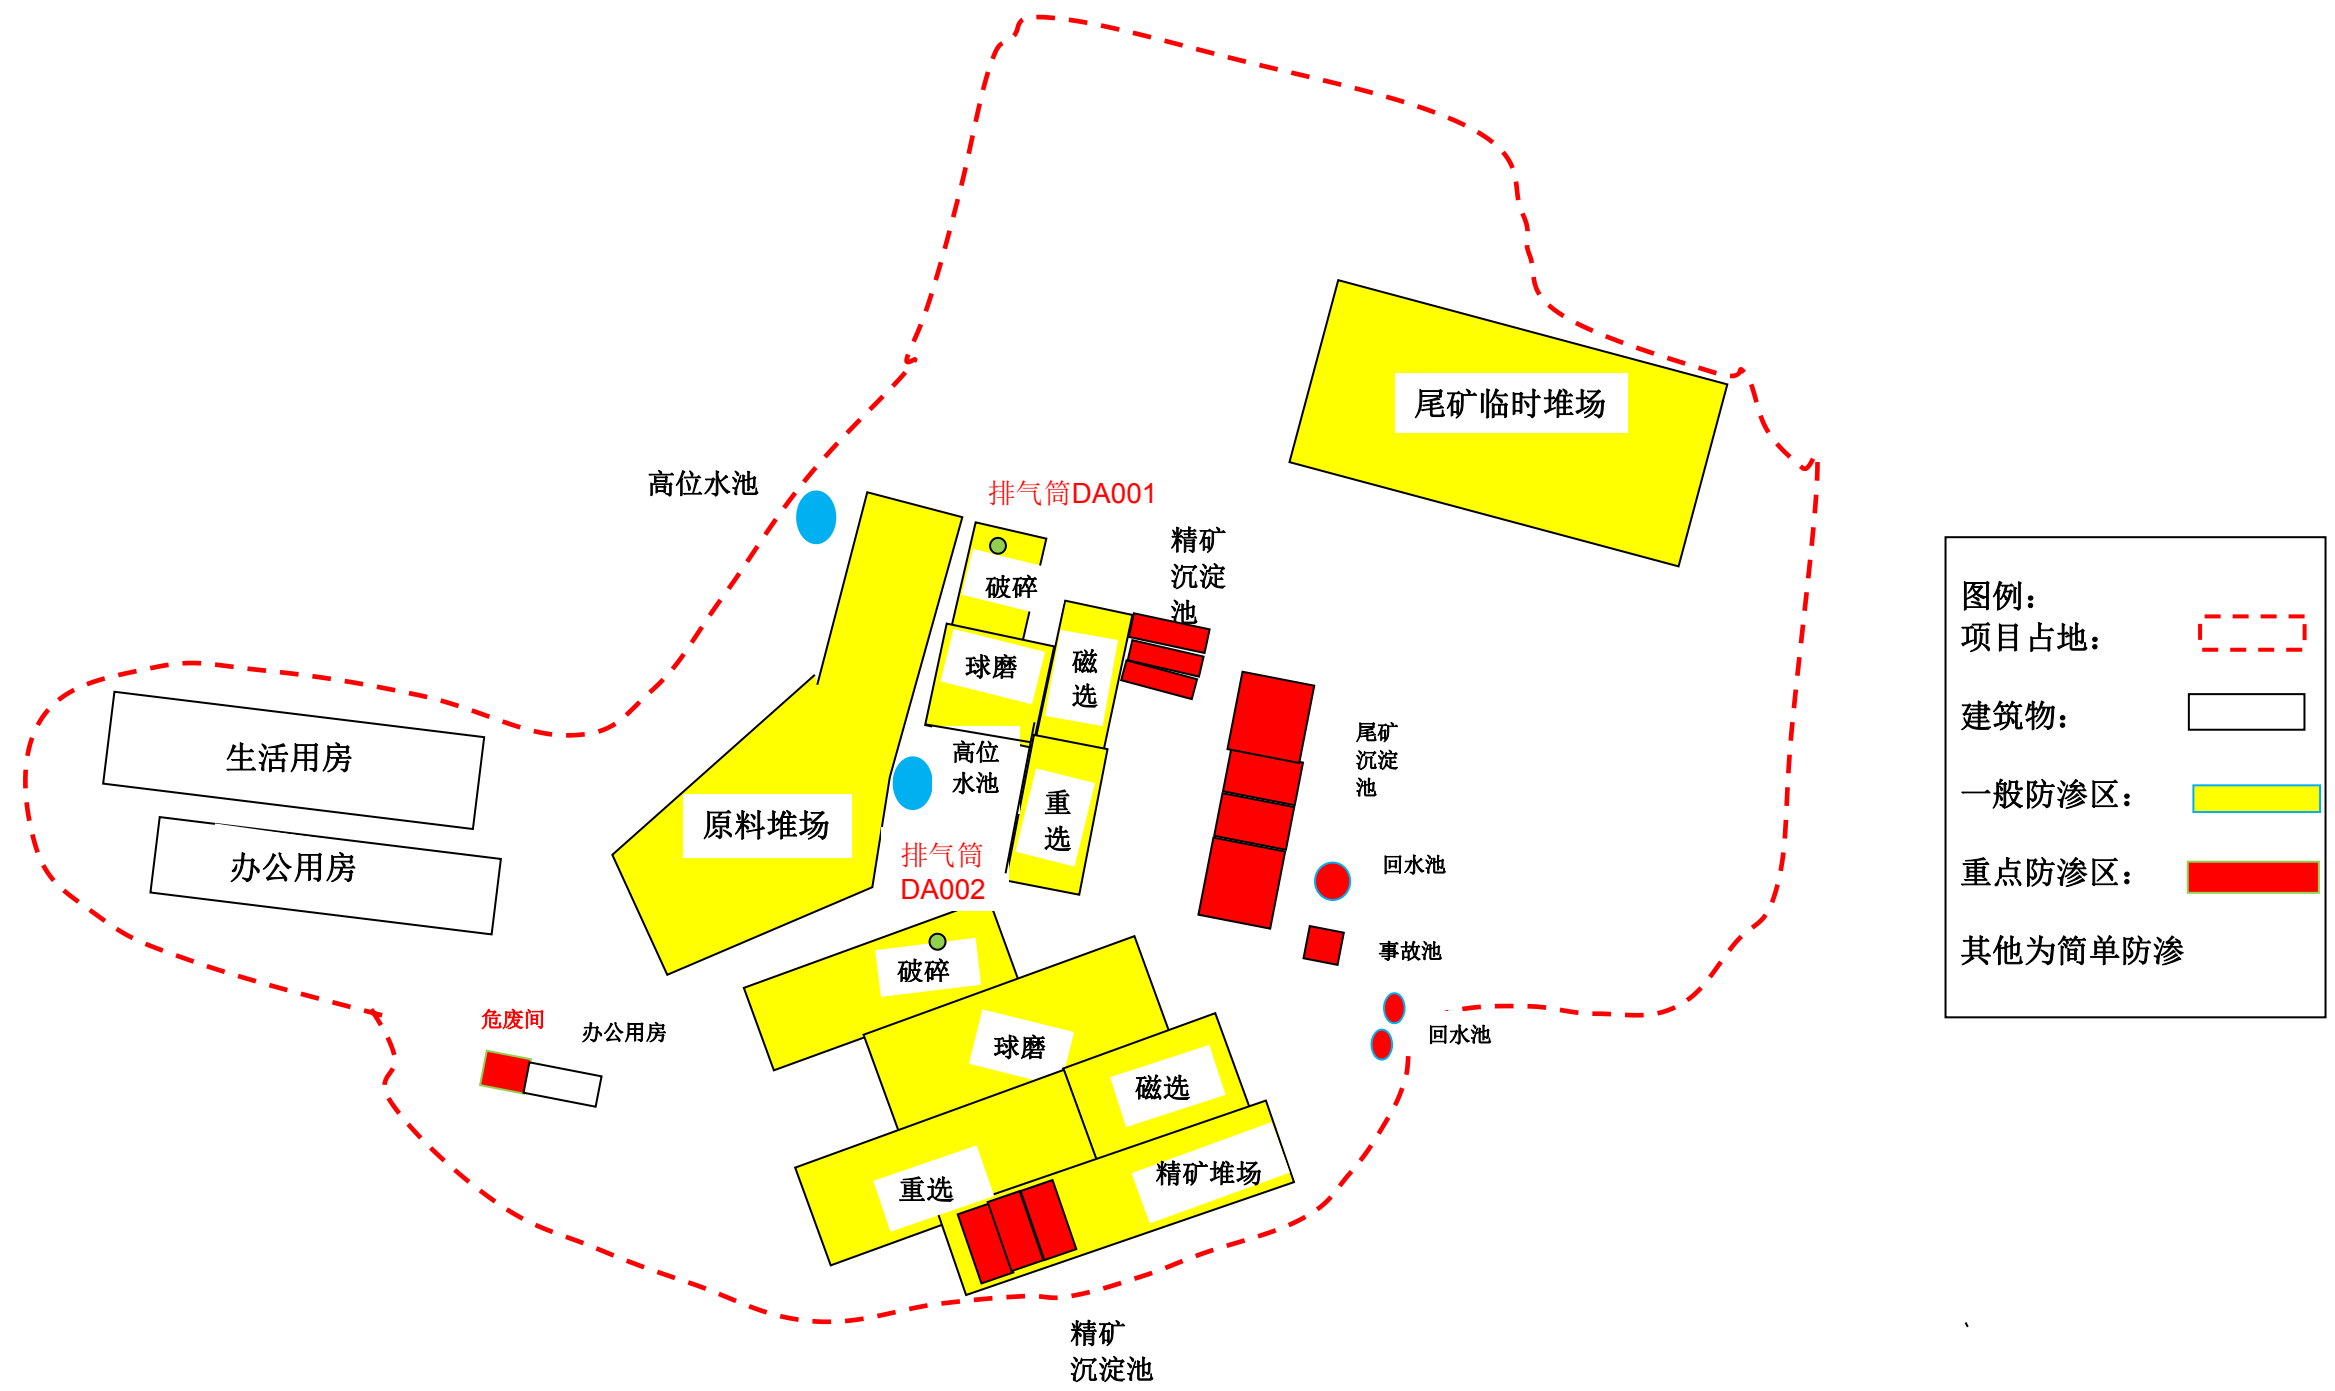 尾矿临时堆场
高位水池
排气筒DA001
精矿
沉淀
池
破碎
球磨
磁
选
尾矿
沉淀
池
生活用房
高位
水池
重
选
原料堆场
办公用房
排气筒
DA002
回水池
事故池
破碎
危废间
办公用房
球磨
回水池
磁选
重选
精矿堆场
精矿
沉淀池
图例：
项目占地：
建筑物：
一般防渗区：
重点防渗区：
其他为简单防渗
、